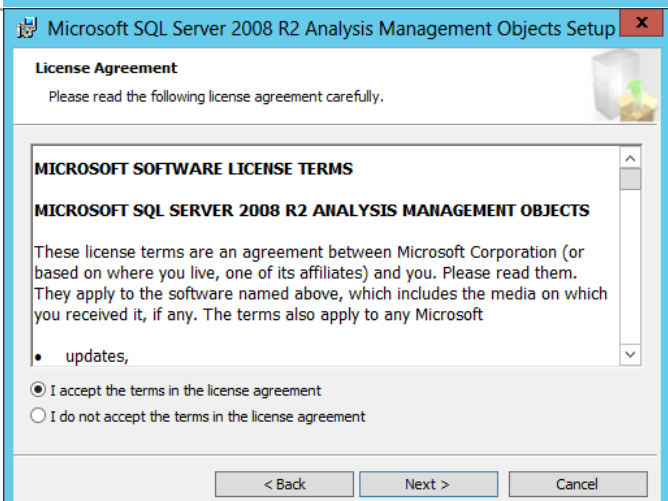 Microsoft SQL Server 2008 R2 Analysis Management Objects Setup
x
License Agreement
Please read the following license agreement carefully.
MICROSOFT SOFTWARE LICENSE TERMS
MICROSOFT SQL SERVER 2008 R2 ANALYSIS MANAGEMENT OBJECTS
These license terms are an agreement between Microsoft Corporation (or
based on where you live, one of its affiliates) and you. Please read them.
They apply to the software named above, which includes the media on which
you received it, if any. The terms also apply to any Microsoft
• updates,
I accept the terms in the license agreement
I do not accept the terms in the license agreement
< Back
Next >
Cancel